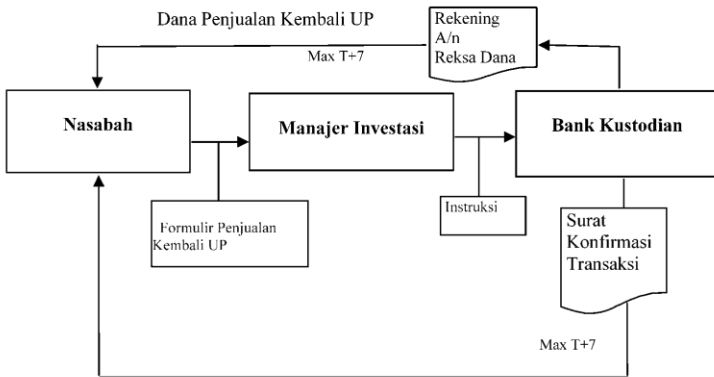 Dana Penjualan Kembali UP
Rekening
A/n
Reksa Dana
Max T+7
Nasabah
Manajer Investasi
Bank Kustodian
Formulir Penjualan
Kembali UP
Instruksi
Surat
Konfirmasi
Transaksi
Max T+7